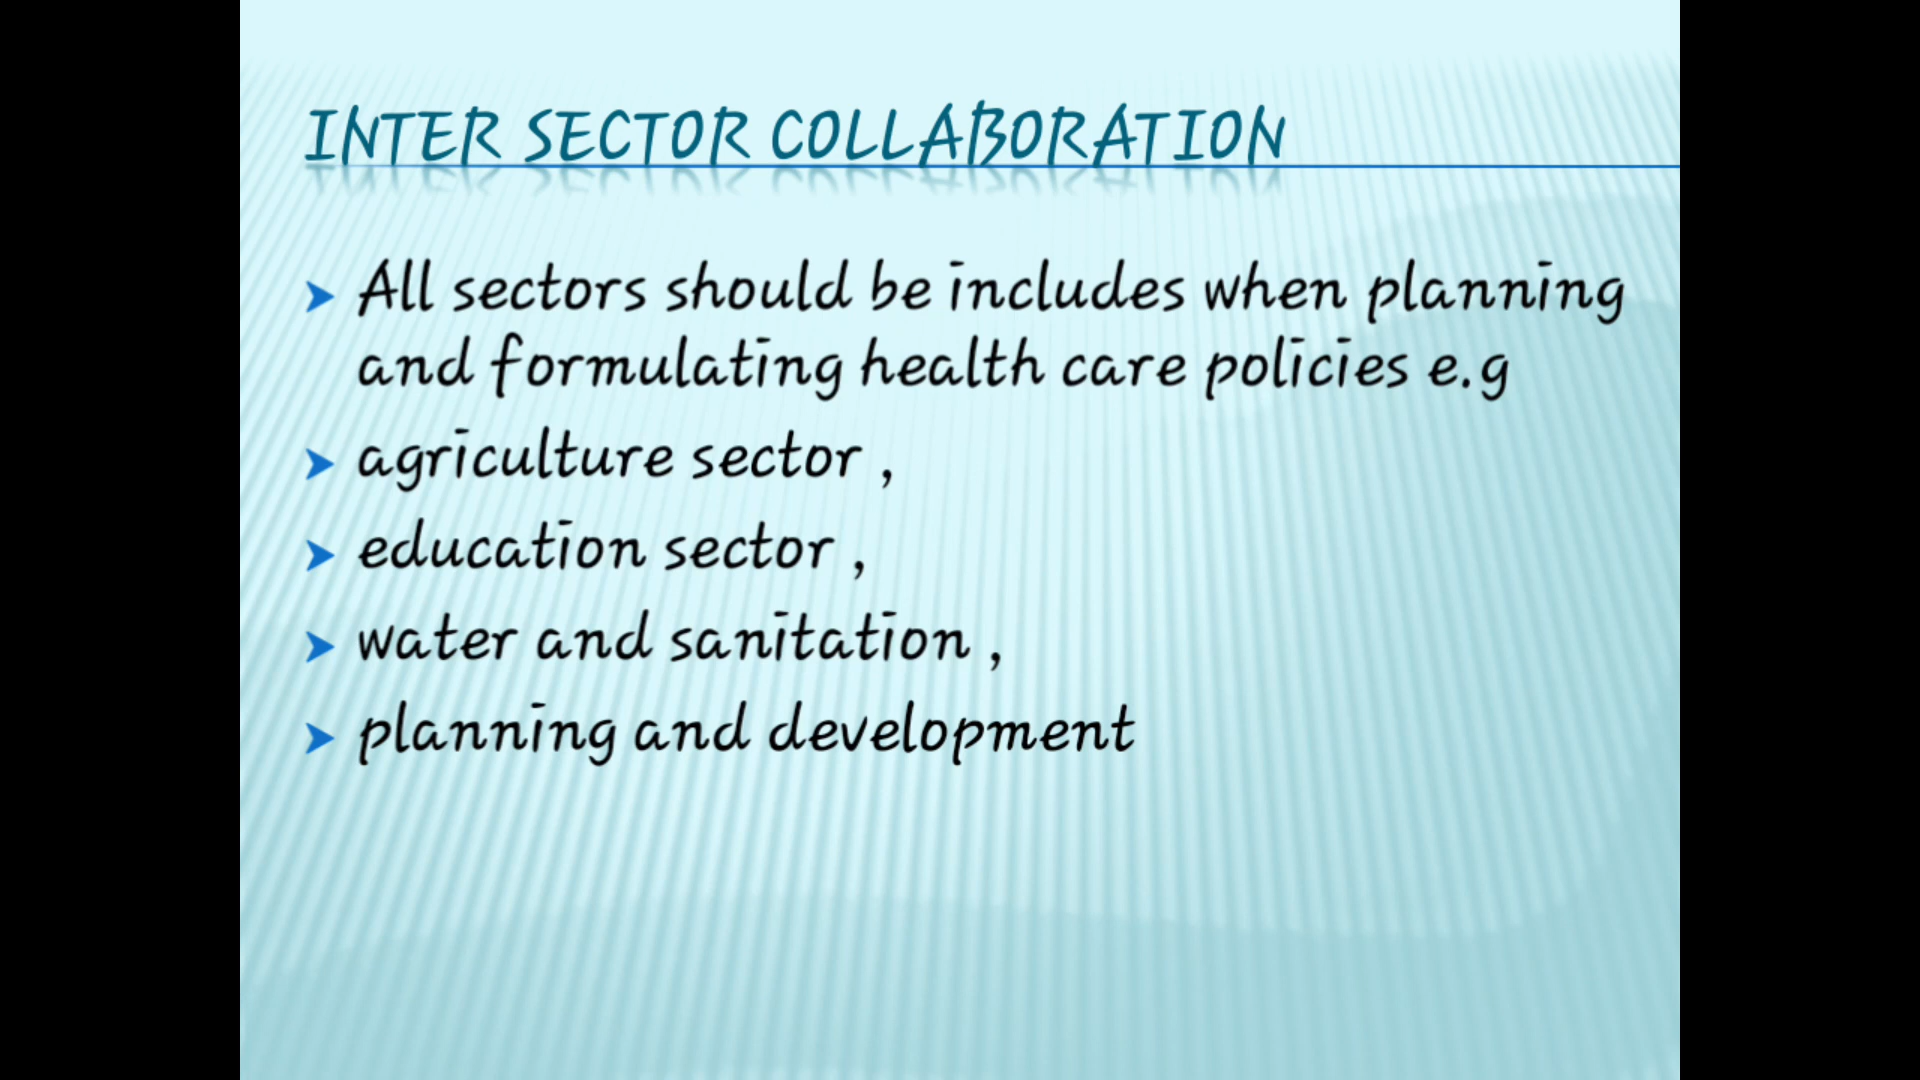 INTER SECTOR COLLABORATION
All sectors should be includes when planning
and formulating health care policies e.g
agriculture sector ,
education sector ,
water and sanitation ,
planning and development